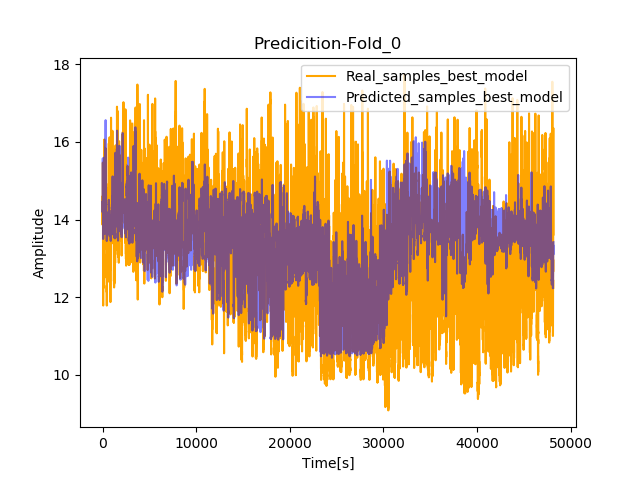 Predicition-Fold_0
Real_samples_best_model
Predicted_samples_best_model
18
16
14
12
10
Amplitude
0
10000
20000
30000
40000
50000
Time[s]